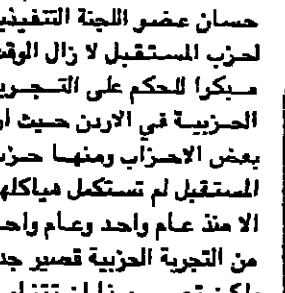 حسان عضو اللجنة التنفيذية
لحزب المستقبل لا زال الوقت
مبكرا للحكم على التجربة
الحزبية في الاردن حيث ان
بعض الاحزاب ومنها حزب
المستقبل لم تستكمل هياكلها
الا منذ عام واحد وعام واحد
من التجربة الحزبية قصير جدا